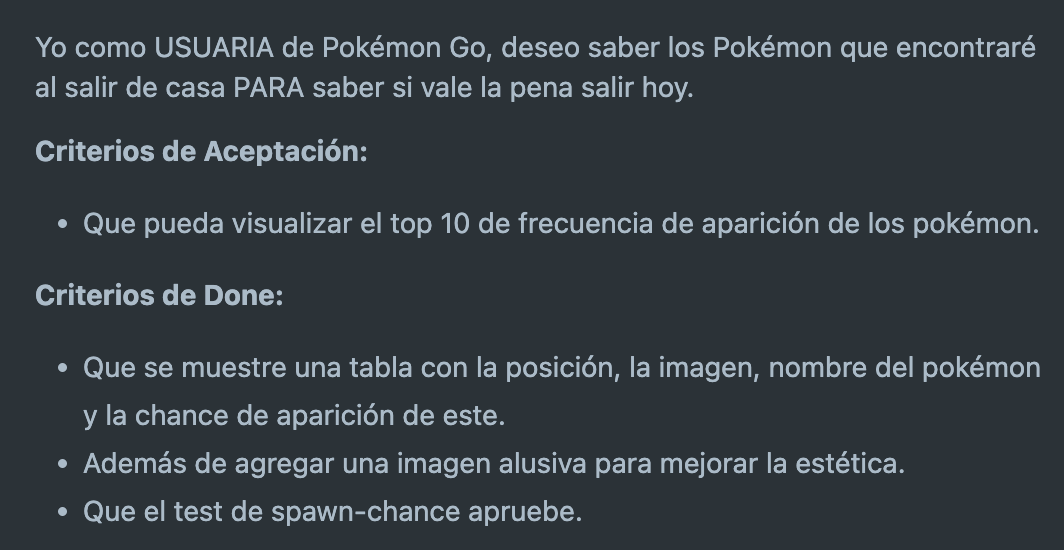 Yo como USUARIA de Pokémon Go, deseo saber los Pokémon que encontraré
al salir de casa PARA saber si vale la pena salir hoy.
Criterios de Aceptación:
• Que pueda visualizar el top 10 de frecuencia de aparición de los pokémon.
Criterios de Done:
• Que se muestre una tabla con la posición, la imagen, nombre del pokémon
y la chance de aparición de este.
• Además de agregar una imagen alusiva para mejorar la estética.
• Que el test de spawn-chance apruebe.